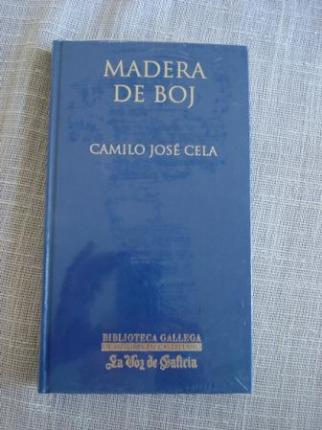 MADERA
DE BOJ
CAMILO JOSÉ CELA
BIBLIOTECA GALLEGA
La Voz de Galicia